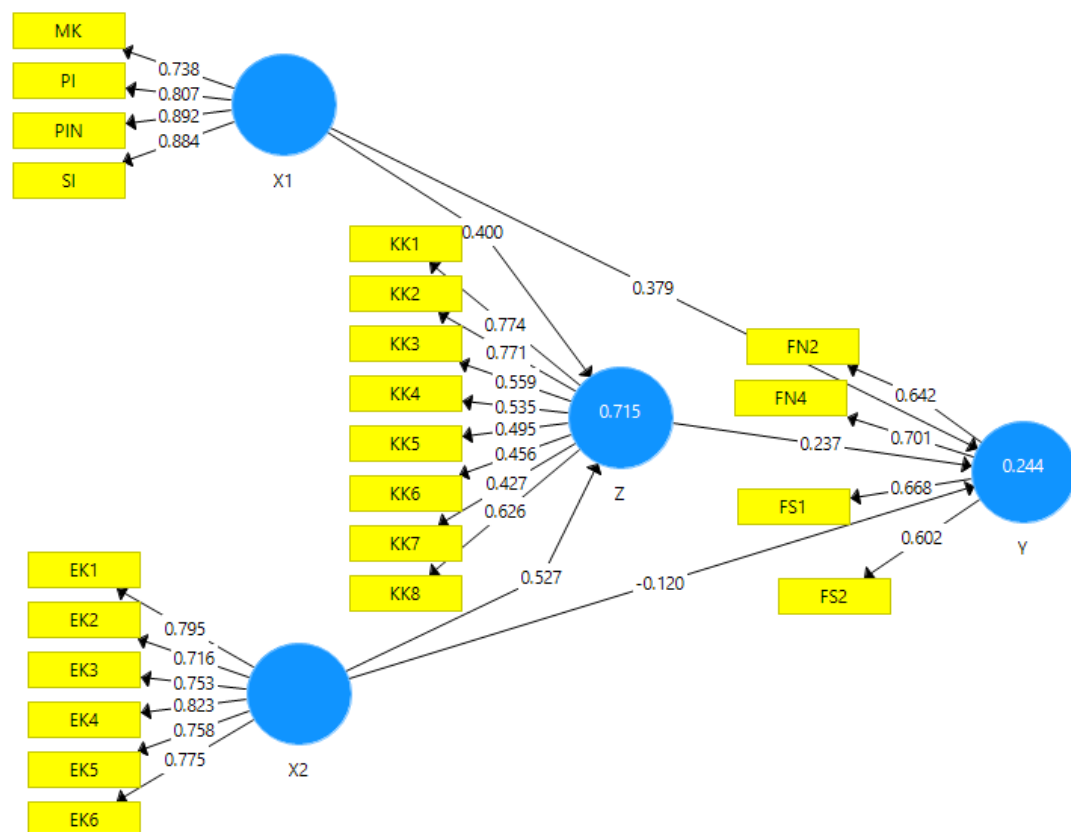 MK
PI
PIN
SI
0.738
0.807
0.892
0.884
X1
0.400
0.379
KK1
KK2
KK3
KK4
KK5
KK6
KK7
KK8
0.774
0.771
0.559
0.535
0.495
0.456
0.427
0.626
0.715
Z
0.237
FN2
FN4
FS1
FS2
0.642
0.701
0.668
0.602
0.244
Y
0.527
-0.120
EK1
EK2
EK3
EK4
EK5
EK6
0.795
0.716
0.753
0.823
0.758
0.775
X2